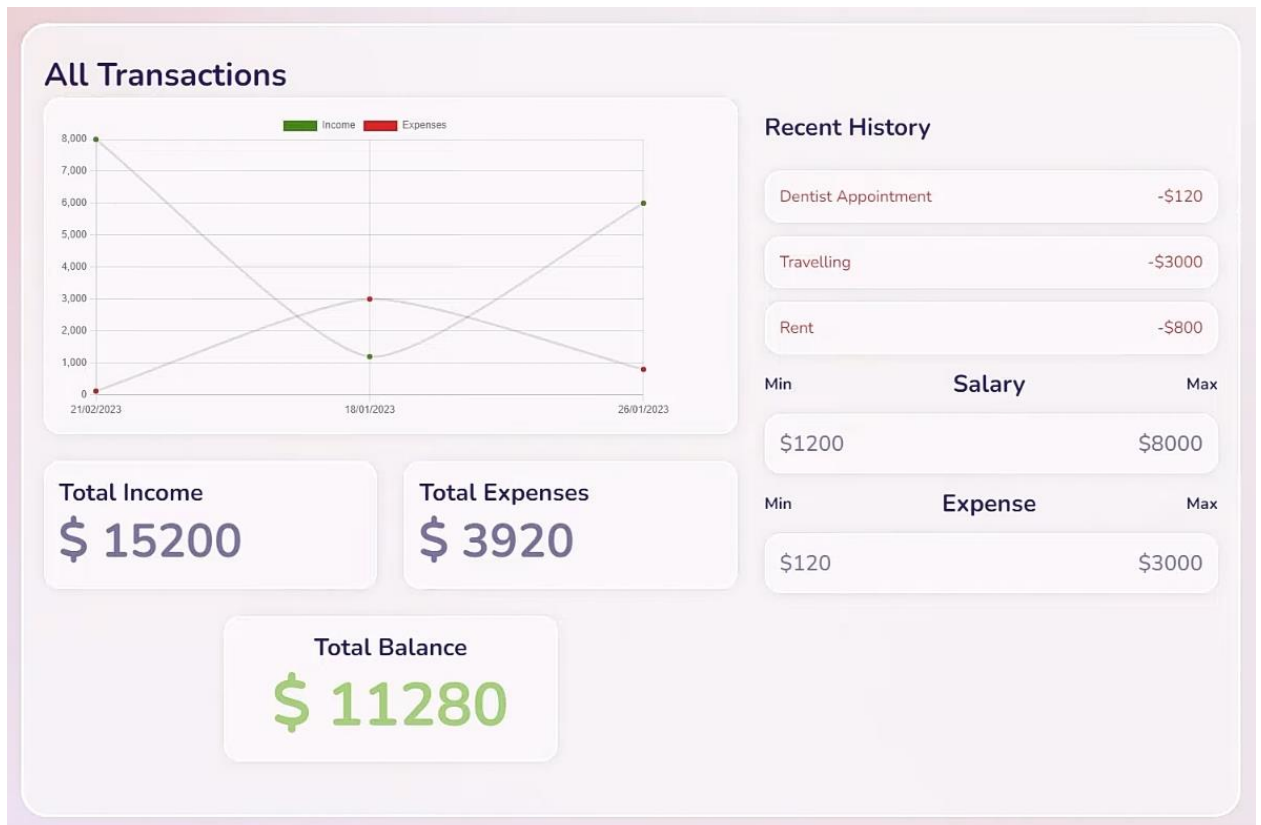 All Transactions
Income Expenses
8,000
7,000
6,000
5,000
4,000
3,000
2,000
1,000
0
21/02/2023 18/01/2023 26/01/2023
Total Income
$ 15200
Total Expenses
$ 3920
Total Balance
$ 11280
Recent History
Dentist Appointment -$120
Travelling -$3000
Rent -$800
Min Salary Max
$1200 $8000
Min Expense Max
$120 $3000